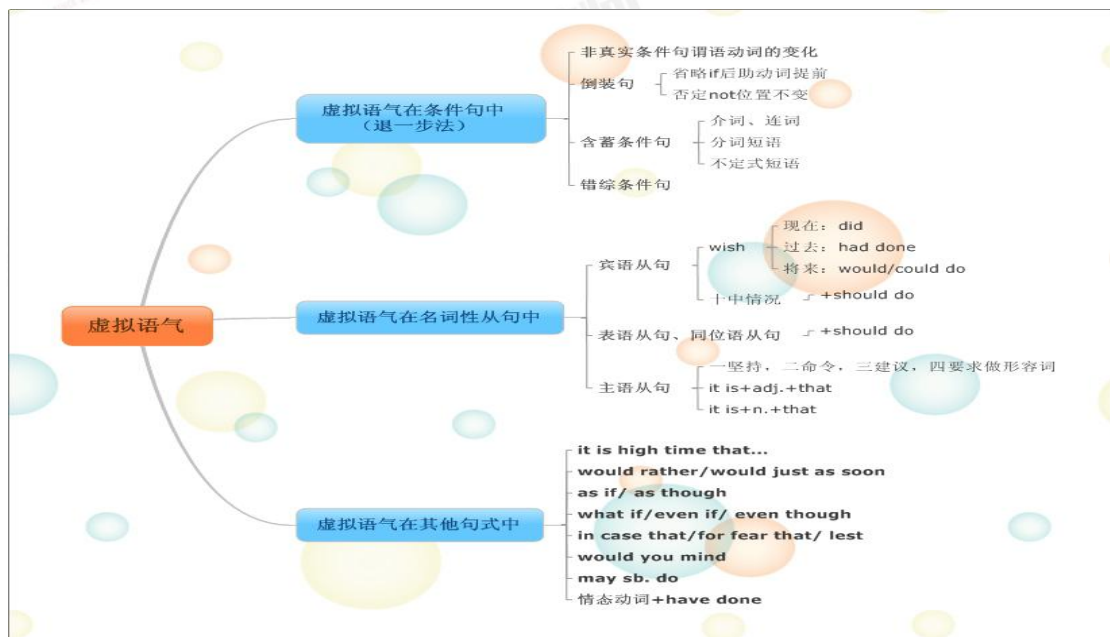 虚拟语气
虚拟语气在条件句中
（退一步法）
非真实条件句谓语动词的变化
倒装句
省略if后助动词提前
否定not位置不变
含蓄条件句
介词、连词
分词短语
不定式短语
错综条件句
虚拟语气在名词性从句中
宾语从句
wish
现在：did
过去：had done
将来：would/could do
十中情况
+should do
表语从句、同位语从句
+should do
主语从句
一坚持，二命令，三建议，四要求做形容词
it is+adj.+that
it is+n.+that
虚拟语气在其他句式中
it is high time that...
would rather/would just as soon
as if/ as though
what if/even if/ even though
in case that/for fear that/ lest
would you mind
may sb. do
情态动词+have done